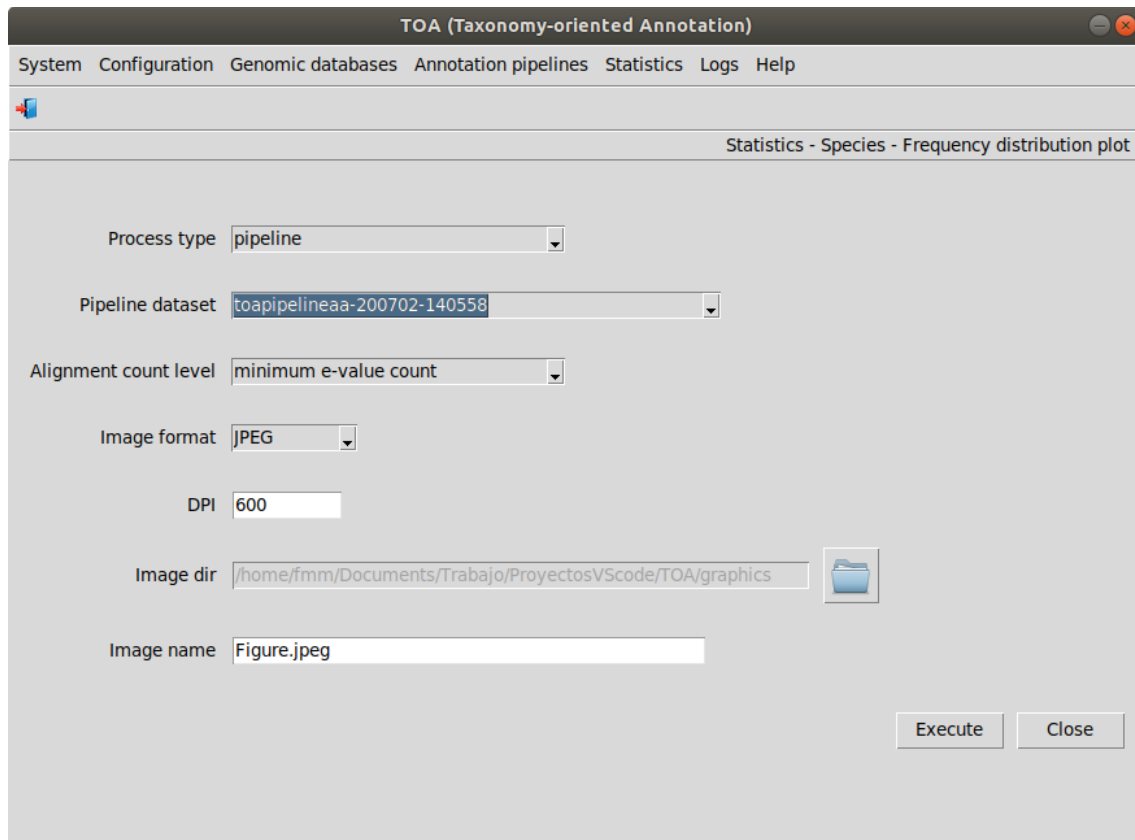 TOA (Taxonomy-oriented Annotation)
System Configuration Genomic databases Annotation pipelines Statistics Logs Help
Statistics - Species - Frequency distribution plot
Process type pipeline
Pipeline dataset toapipelineaa-200702-140558
Alignment count level minimum e-value count
Image format JPEG
DPI 600
Image dir /home/fmm/Documents/Trabajo/ProyectosVScode/TOA/graphics
Image name Figure.jpeg
Execute Close